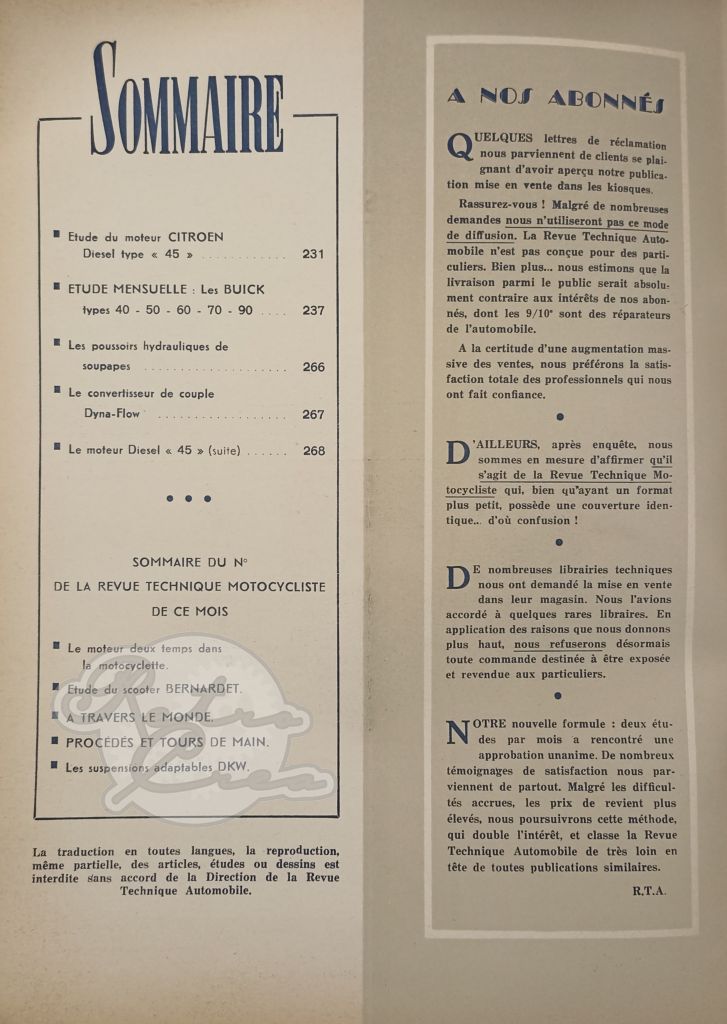 SOMMAIRE
■ Etude du moteur CITROEN
Diesel type « 45 » . . . . . . . . . . . . 231
■ ETUDE MENSUELLE : Les BUICK
types 40 - 50 - 60 - 70 - 90 . . . . 237
■ Les poussoirs hydrauliques de
soupapes . . . . . . . . . . . . . . . . . . . . 266
■ Le convertisseur de couple
Dyna-Flow . . . . . . . . . . . . . . . . . . 267
■ Le moteur Diesel « 45 » (suite) . . . . . . 268
● ● ●
SOMMAIRE DU N°
DE LA REVUE TECHNIQUE MOTOCYCLISTE
DE CE MOIS
■ Le moteur deux temps dans
la motocyclette.
■ Etude du scooter BERNARDET.
■ A TRAVERS LE MONDE.
■ PROCÉDÉS ET TOURS DE MAIN.
■ Les suspensions adaptables DKW.
Retro
Crea
La traduction en toutes langues, la reproduction,
même partielle, des articles, études ou dessins est
interdite sans accord de la Direction de la Revue
Technique Automobile.
A NOS ABONNÉS
QUELQUES lettres de réclamation
nous parviennent de clients se plai-
gnant d'avoir aperçu notre publica-
tion mise en vente dans les kiosques.
Rassurez-vous ! Malgré de nombreuses
demandes nous n'utiliseront pas ce mode
de diffusion. La Revue Technique Auto-
mobile n'est pas conçue pour des parti-
culiers. Bien plus... nous estimons que la
livraison parmi le public serait absolu-
ment contraire aux intérêts de nos abon-
nés, dont les 9/10° sont des réparateurs
de l'automobile.
A la certitude d'une augmentation mas-
sive des ventes, nous préférons la satis-
faction totale des professionnels qui nous
ont fait confiance.
●
D'AILLEURS, après enquête, nous
sommes en mesure d'affirmer qu'il
s'agit de la Revue Technique Mo-
tocycliste qui, bien qu'ayant un format
plus petit, possède une couverture iden-
tique... d'où confusion !
●
DE nombreuses librairies techniques
nous ont demandé la mise en vente
dans leur magasin. Nous l'avions
accordé à quelques rares libraires. En
application des raisons que nous donnons
plus haut, nous refuserons désormais
toute commande destinée à être exposée
et revendue aux particuliers.
●
NOTRE nouvelle formule : deux étu-
des par mois a rencontré une
approbation unanime. De nombreux
témoignages de satisfaction nous par-
viennent de partout. Malgré les difficul-
tés accrues, les prix de revient plus
élevés, nous poursuivrons cette méthode,
qui double l'intérêt, et classe la Revue
Technique Automobile de très loin en
tête de toutes publications similaires.
R.T.A.